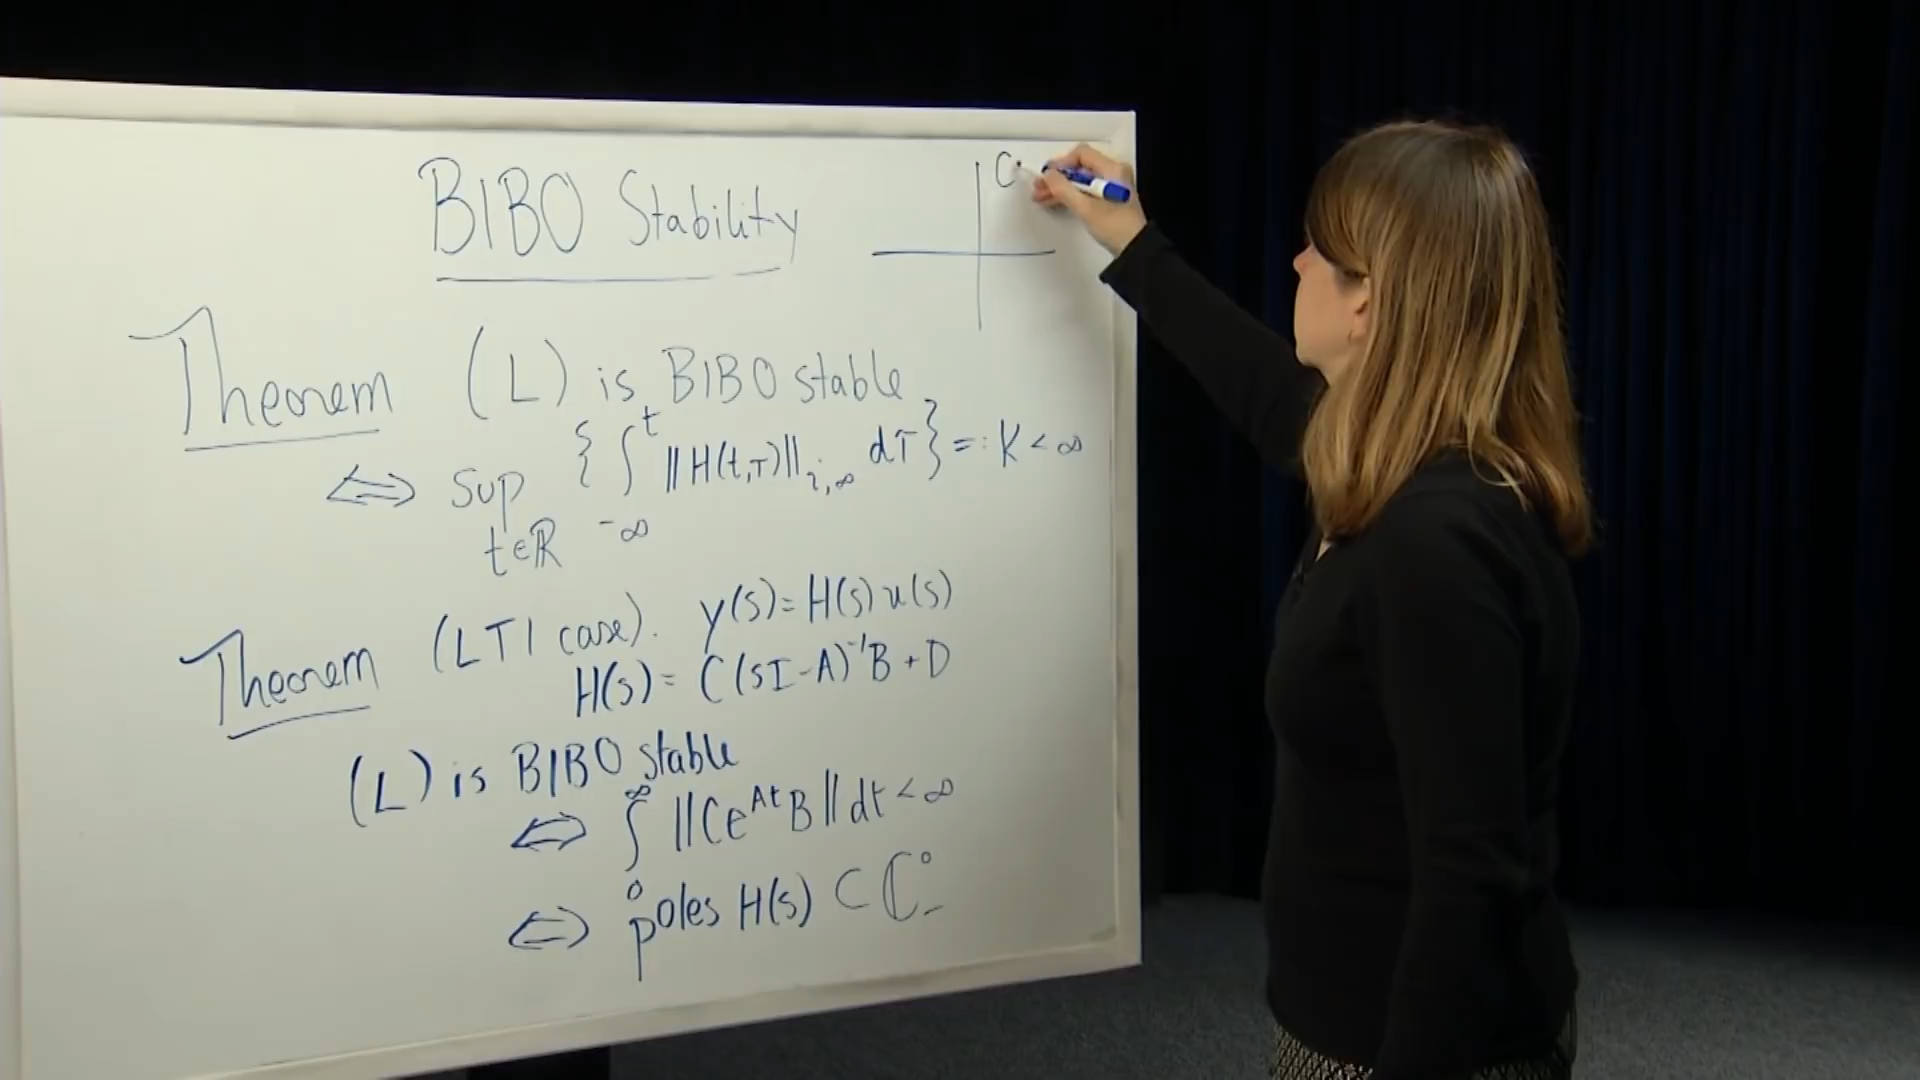 BIBO Stability
C
Theorem (L) is BIBO stable
⇔ sup { ∫ ‖H(t,τ)‖ᵢ,∞ dτ } =: K < ∞
t
t∈ℝ -∞
Theorem (LTI case). y(s)= H(s)u(s)
H(s)= C(sI-A)⁻¹B + D
(L) is BIBO stable
⇔ ∫₀^∞ ‖Ce^{At}B‖dt < ∞
⇔ poles H(s) ⊂ ℂ₋°